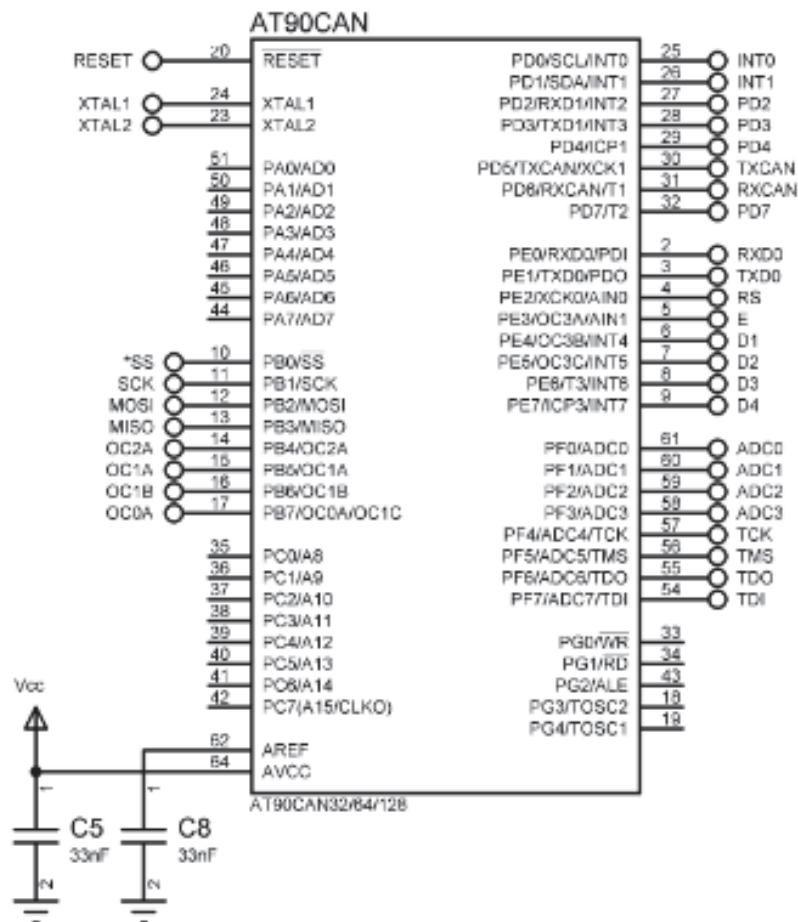 AT90CAN
RESET 20 RESET PD0/SCL/INT0 25 INT0
PD1/SDA/INT1 26 INT1
XTAL1 24 XTAL1 PD2/RXD1/INT2 27 PD2
XTAL2 23 XTAL2 PD3/TXD1/INT3 28 PD3
PD4/ICP1 29 PD4
51 PA0/AD0 PD5/TXCAN/XCK1 30 TXCAN
50 PA1/AD1 PD6/RXCAN/T1 31 RXCAN
49 PA2/AD2 PD7/T2 32 PD7
48 PA3/AD3
47 PA4/AD4 PE0/RXD0/PDI 2 RXD0
46 PA5/AD5 PE1/TXD0/PDO 3 TXD0
45 PA6/AD6 PE2/XCK0/AIN0 4 RS
44 PA7/AD7 PE3/OC3A/AIN1 5 E
PE4/OC3B/INT4 6 D1
*SS 10 PB0/SS PE5/OC3C/INT5 7 D2
SCK 11 PB1/SCK PE6/T3/INT6 8 D3
MOSI 12 PB2/MOSI PE7/ICP3/INT7 9 D4
MISO 13 PB3/MISO
OC2A 14 PB4/OC2A PF0/ADC0 61 ADC0
OC1A 15 PB5/OC1A PF1/ADC1 60 ADC1
OC1B 16 PB6/OC1B PF2/ADC2 59 ADC2
OC0A 17 PB7/OC0A/OC1C PF3/ADC3 58 ADC3
PF4/ADC4/TCK 57 TCK
35 PC0/A8 PF5/ADC5/TMS 56 TMS
36 PC1/A9 PF6/ADC6/TDO 55 TDO
37 PC2/A10 PF7/ADC7/TDI 54 TDI
38 PC3/A11
39 PC4/A12 PG0/WR 33
40 PC5/A13 PG1/RD 34
41 PC6/A14 PG2/ALE 43
42 PC7(A15/CLKO) PG3/TOSC2 18
PG4/TOSC1 19
Vcc
62 AREF
64 AVCC
AT90CAN32/64/128
1 1
C5 C8
33nF 33nF
2 2